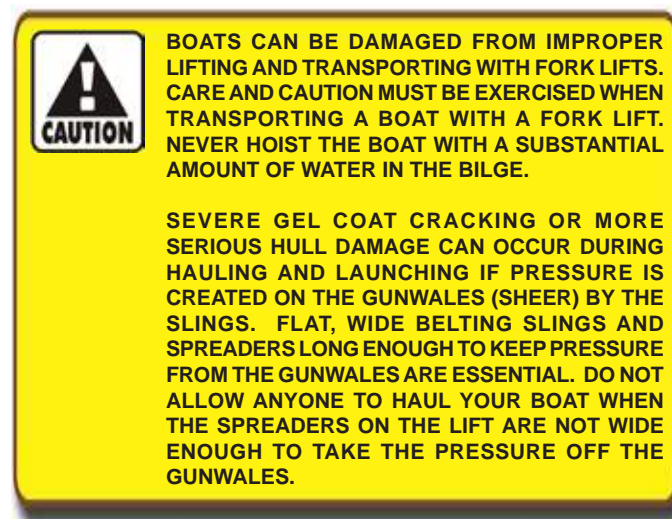 CAUTION
BOATS CAN BE DAMAGED FROM IMPROPER
LIFTING AND TRANSPORTING WITH FORK LIFTS.
CARE AND CAUTION MUST BE EXERCISED WHEN
TRANSPORTING A BOAT WITH A FORK LIFT.
NEVER HOIST THE BOAT WITH A SUBSTANTIAL
AMOUNT OF WATER IN THE BILGE.
SEVERE GEL COAT CRACKING OR MORE
SERIOUS HULL DAMAGE CAN OCCUR DURING
HAULING AND LAUNCHING IF PRESSURE IS
CREATED ON THE GUNWALES (SHEER) BY THE
SLINGS. FLAT, WIDE BELTING SLINGS AND
SPREADERS LONG ENOUGH TO KEEP PRESSURE
FROM THE GUNWALES ARE ESSENTIAL. DO NOT
ALLOW ANYONE TO HAUL YOUR BOAT WHEN
THE SPREADERS ON THE LIFT ARE NOT WIDE
ENOUGH TO TAKE THE PRESSURE OFF THE
GUNWALES.